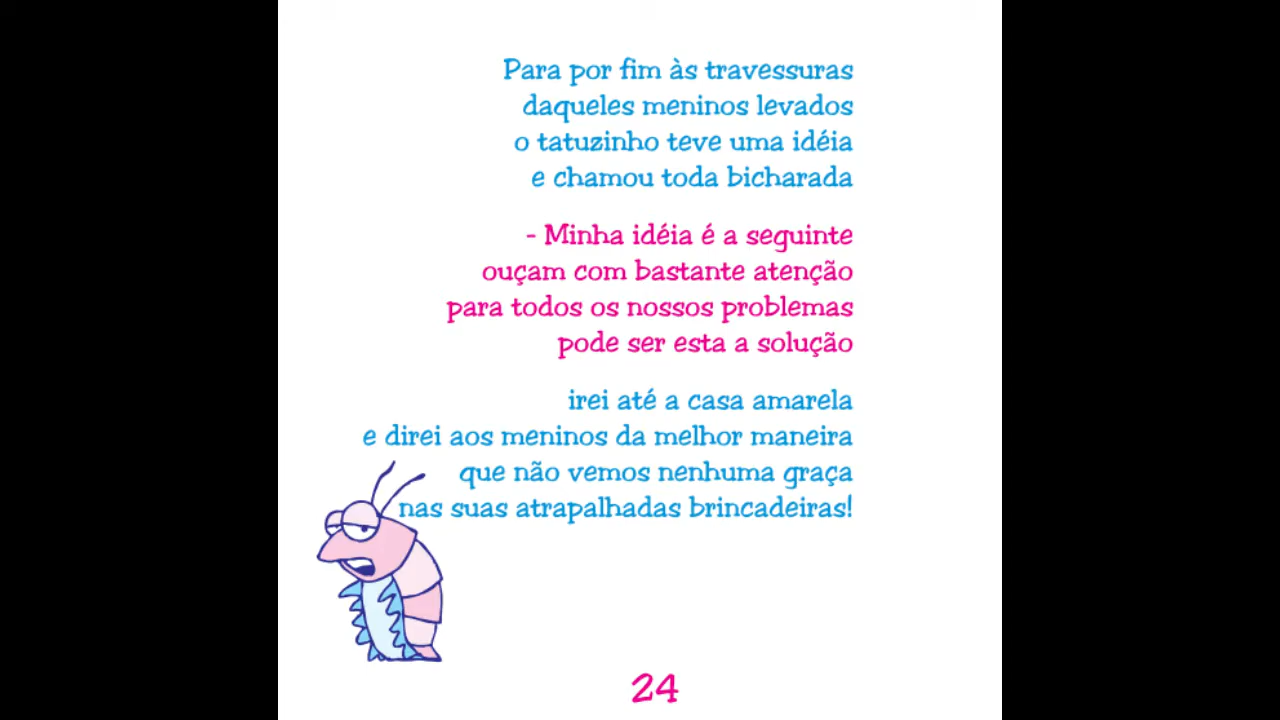 Para por fim às travessuras
daqueles meninos levados
o tatuzinho teve uma idéia
e chamou toda bicharada
- Minha idéia é a seguinte
ouçam com bastante atenção
para todos os nossos problemas
pode ser esta a solução
irei até a casa amarela
e direi aos meninos da melhor maneira
que não vemos nenhuma graça
nas suas atrapalhadas brincadeiras!
24